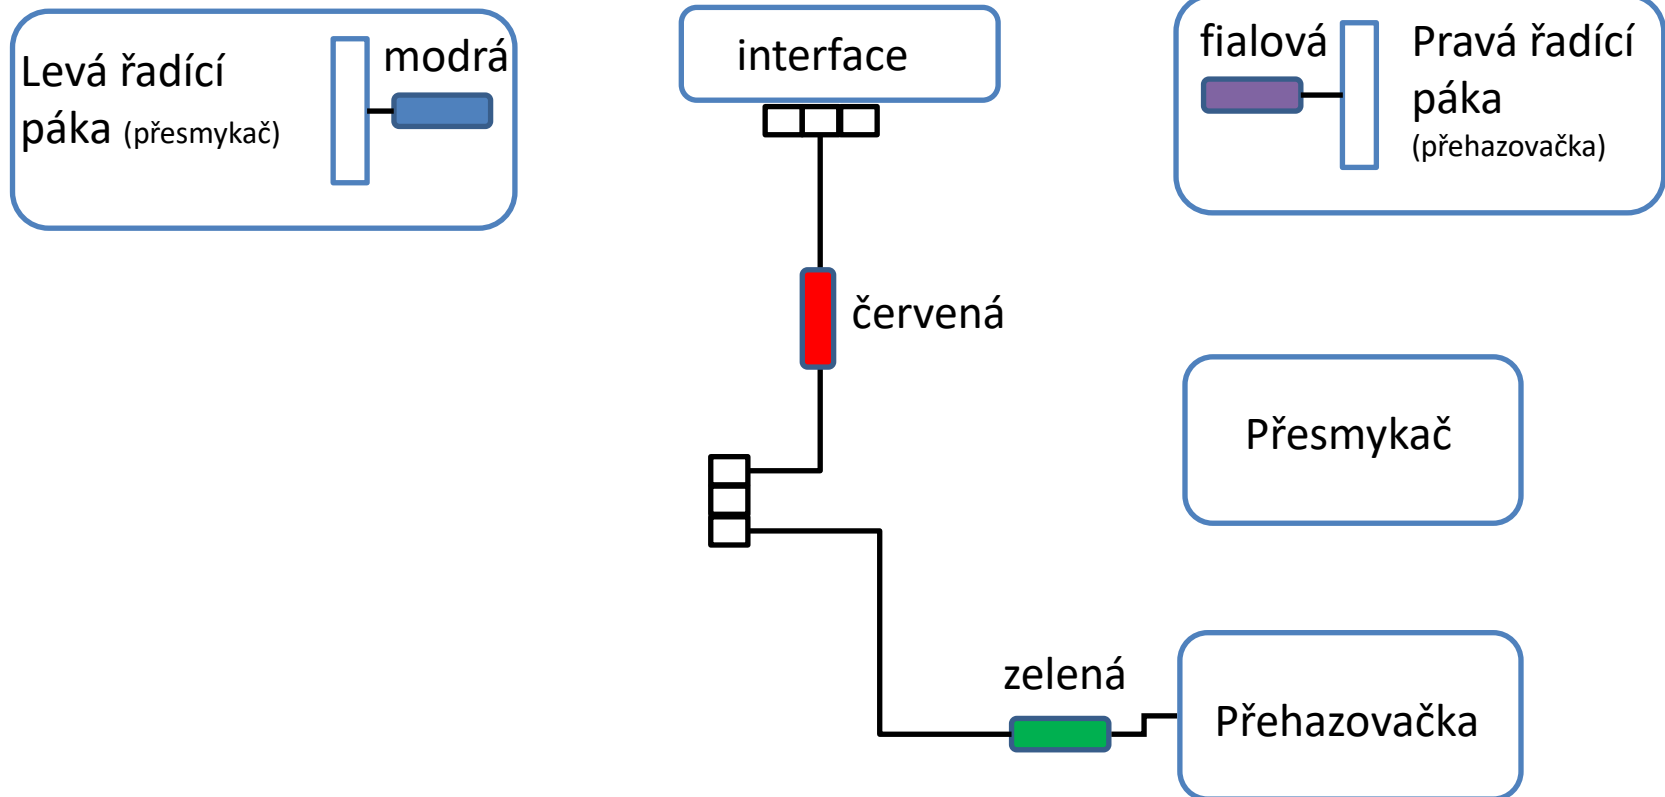 Levá řadící
páka (přesmykač)
modrá
interface
fialová
Pravá řadící
páka
(přehazovačka)
červená
Přesmykač
zelená
Přehazovačka